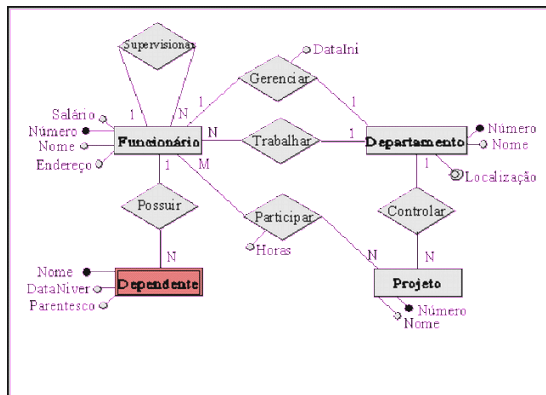 Supervisionar
DataIni
Gerenciar
Salário
Número
Nome
Endereço
1
N
1
1
Funcionário
N
Trabalhar
1
Departamento
Número
Nome
Localização
1
M
1
Possuir
Participar
Horas
Controlar
N
N
N
Nome
DataNiver
Parentesco
Dependente
Projeto
Número
Nome